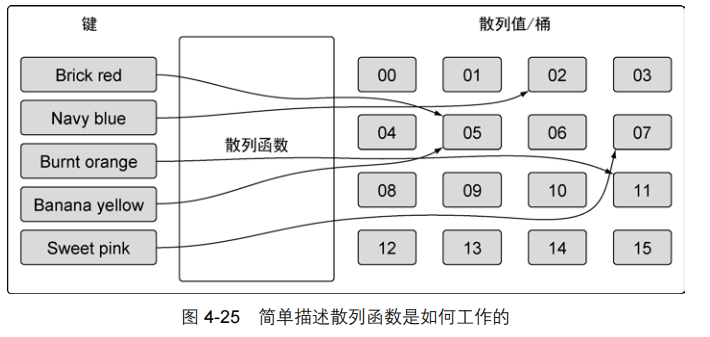 键 散列值/桶
Brick red 00 01 02 03
Navy blue
散列函数 04 05 06 07
Burnt orange
Banana yellow 08 09 10 11
Sweet pink 12 13 14 15
图 4-25 简单描述散列函数是如何工作的